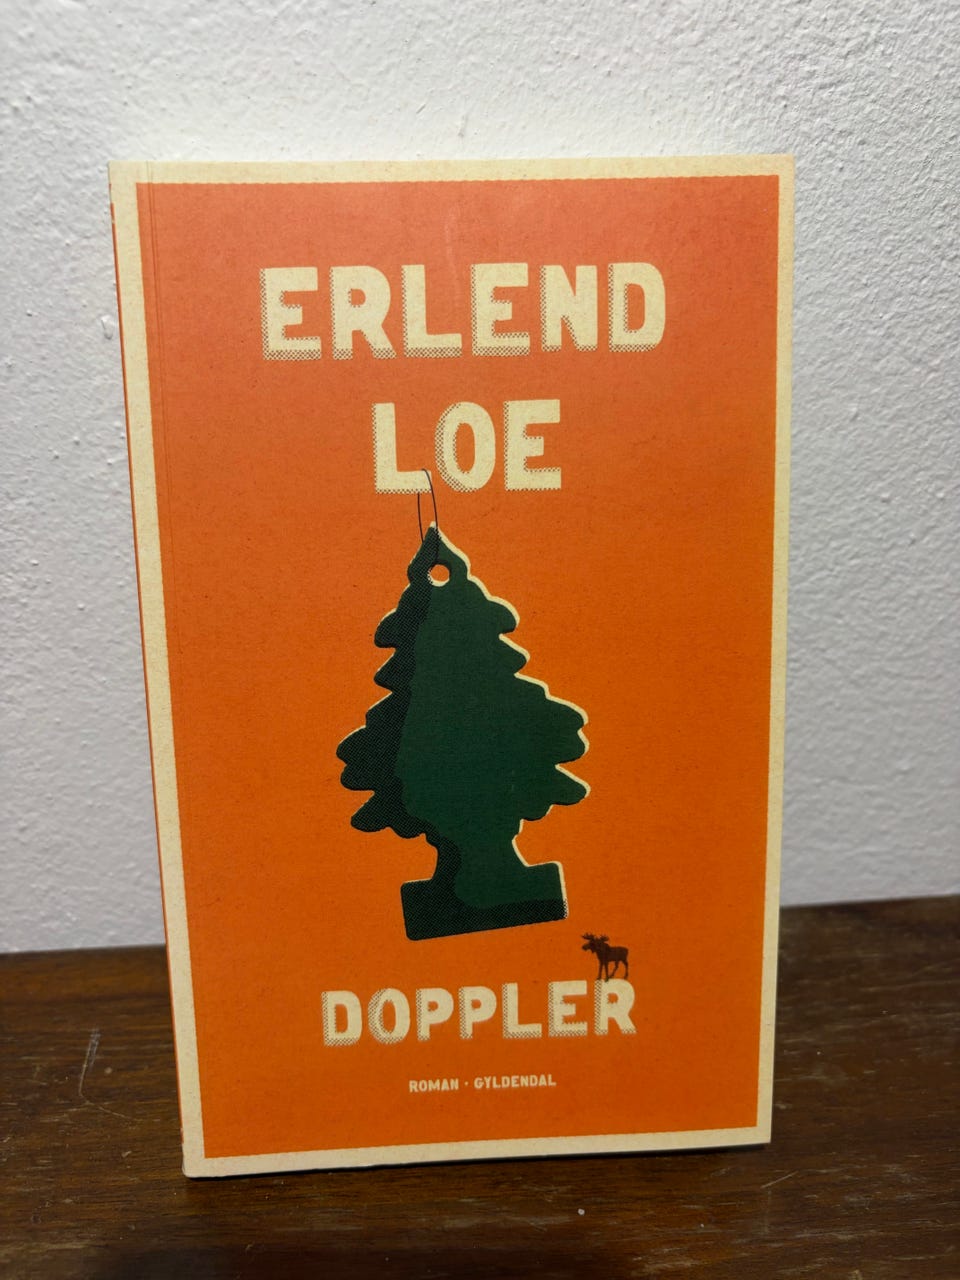 ERLEND
LOE
DOPPLER
ROMAN · GYLDENDAL